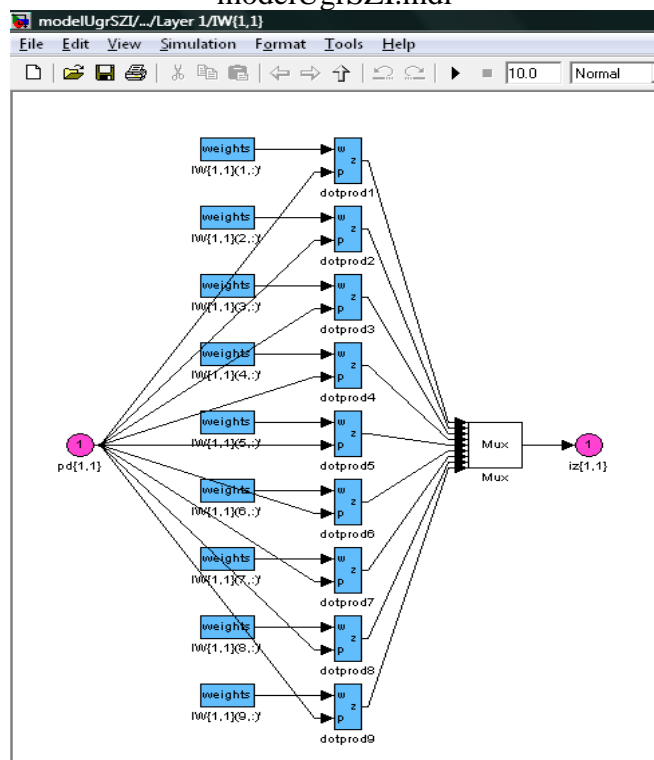 modelUgrSZI.mdl
modelUgrSZI/.../Layer 1/IW{1,1}
File Edit View Simulation Format Tools Help
10.0 Normal
weights w z p
IW{1,1}(1,:)' dotprod1
weights w z p
IW{1,1}(2,:)' dotprod2
weights w z p
IW{1,1}(3,:)' dotprod3
weights w z p
IW{1,1}(4,:)' dotprod4
1 weights w z p Mux 1
pd{1,1} IW{1,1}(5,:)' dotprod5 Mux iz{1,1}
weights w z p
IW{1,1}(6,:)' dotprod6
weights w z p
IW{1,1}(7,:)' dotprod7
weights w z p
IW{1,1}(8,:)' dotprod8
weights w z p
IW{1,1}(9,:)' dotprod9